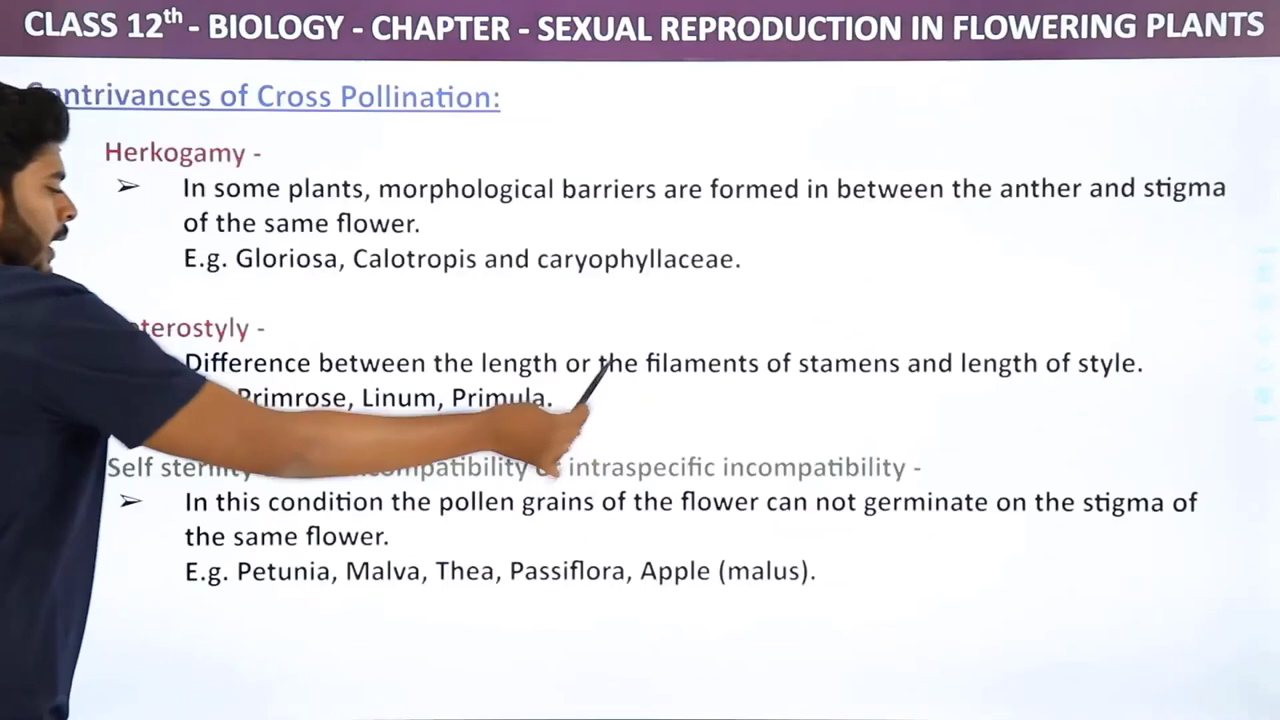 CLASS 12th - BIOLOGY - CHAPTER - SEXUAL REPRODUCTION IN FLOWERING PLANTS
Contrivances of Cross Pollination:
Herkogamy -
➢ In some plants, morphological barriers are formed in between the anther and stigma
of the same flower.
E.g. Gloriosa, Calotropis and caryophyllaceae.
terostyly -
Difference between the length or the filaments of stamens and length of style.
Primrose, Linum, Primula.
Self sterility intraspecific incompatibility -
➢ In this condition the pollen grains of the flower can not germinate on the stigma of
the same flower.
E.g. Petunia, Malva, Thea, Passiflora, Apple (malus).